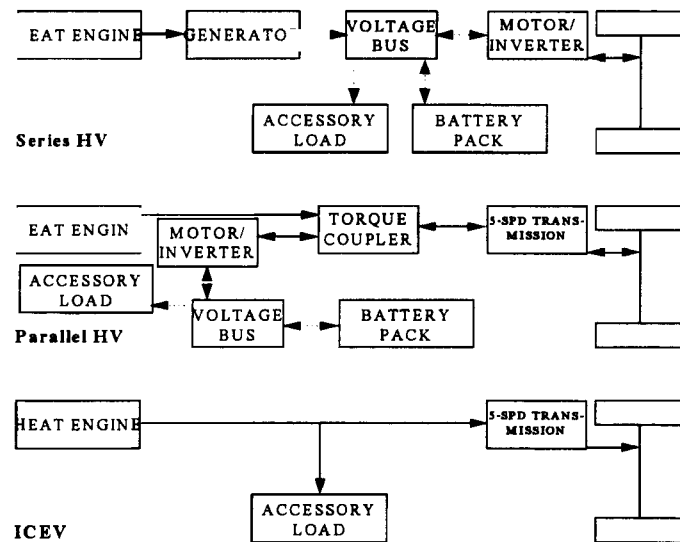 EAT ENGINE
GENERATO
VOLTAGE
BUS
MOTOR/
INVERTER
ACCESSORY
LOAD
BATTERY
PACK
Series HV
EAT ENGIN
MOTOR/
INVERTER
TORQUE
COUPLER
5-SPD TRANS-
MISSION
ACCESSORY
LOAD
VOLTAGE
BUS
BATTERY
PACK
Parallel HV
HEAT ENGINE
5-SPD TRANS-
MISSION
ACCESSORY
LOAD
ICEV